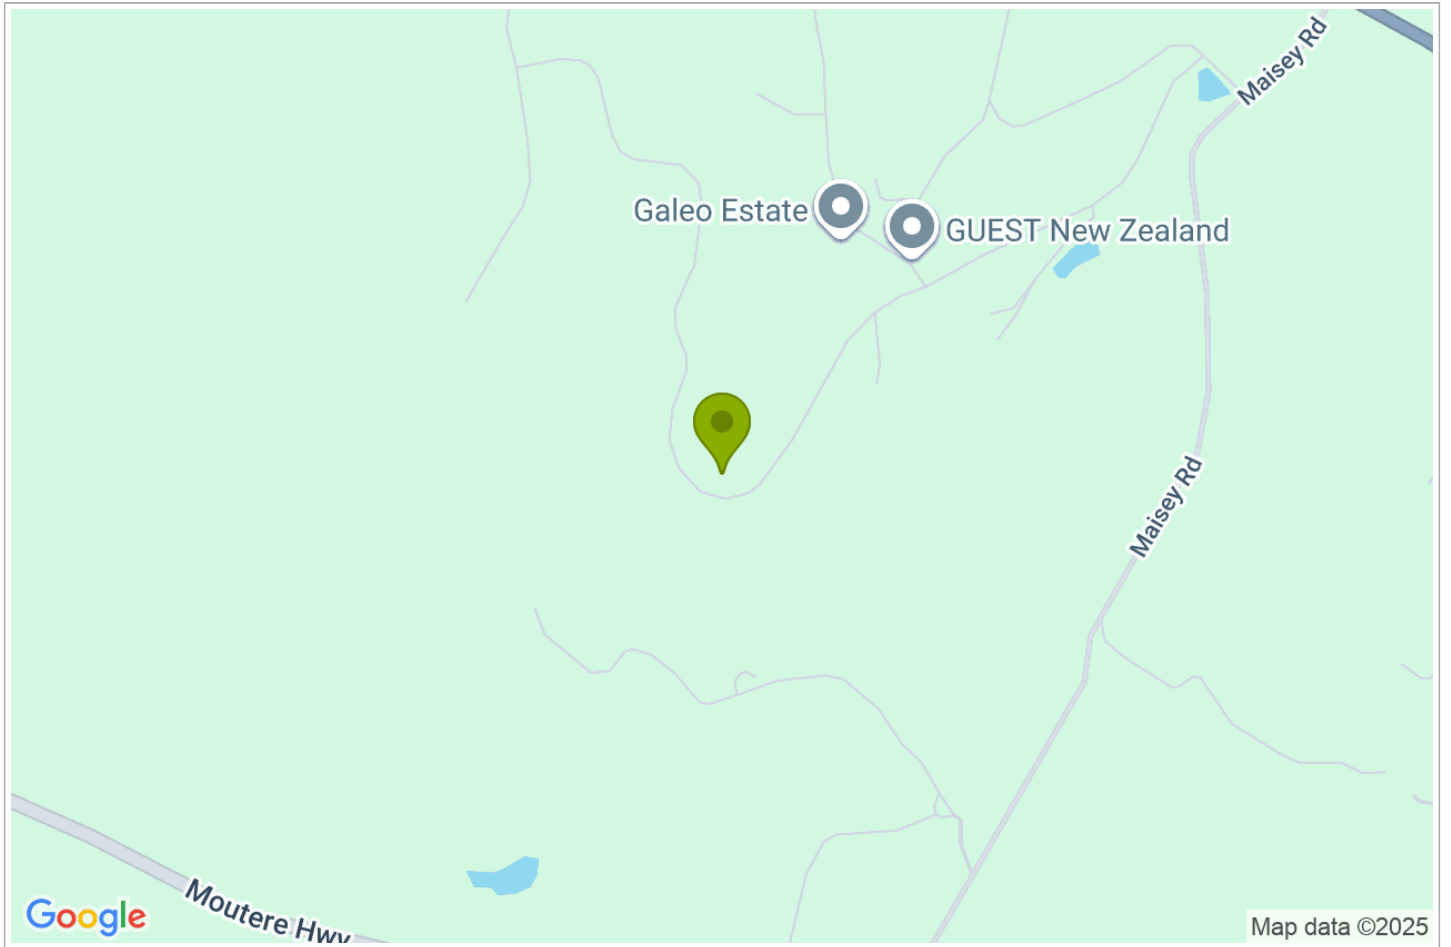 Maisey Rd
Galeo Estate
GUEST New Zealand
Maisey Rd
Moutere Hwy
Google
Map data ©2025